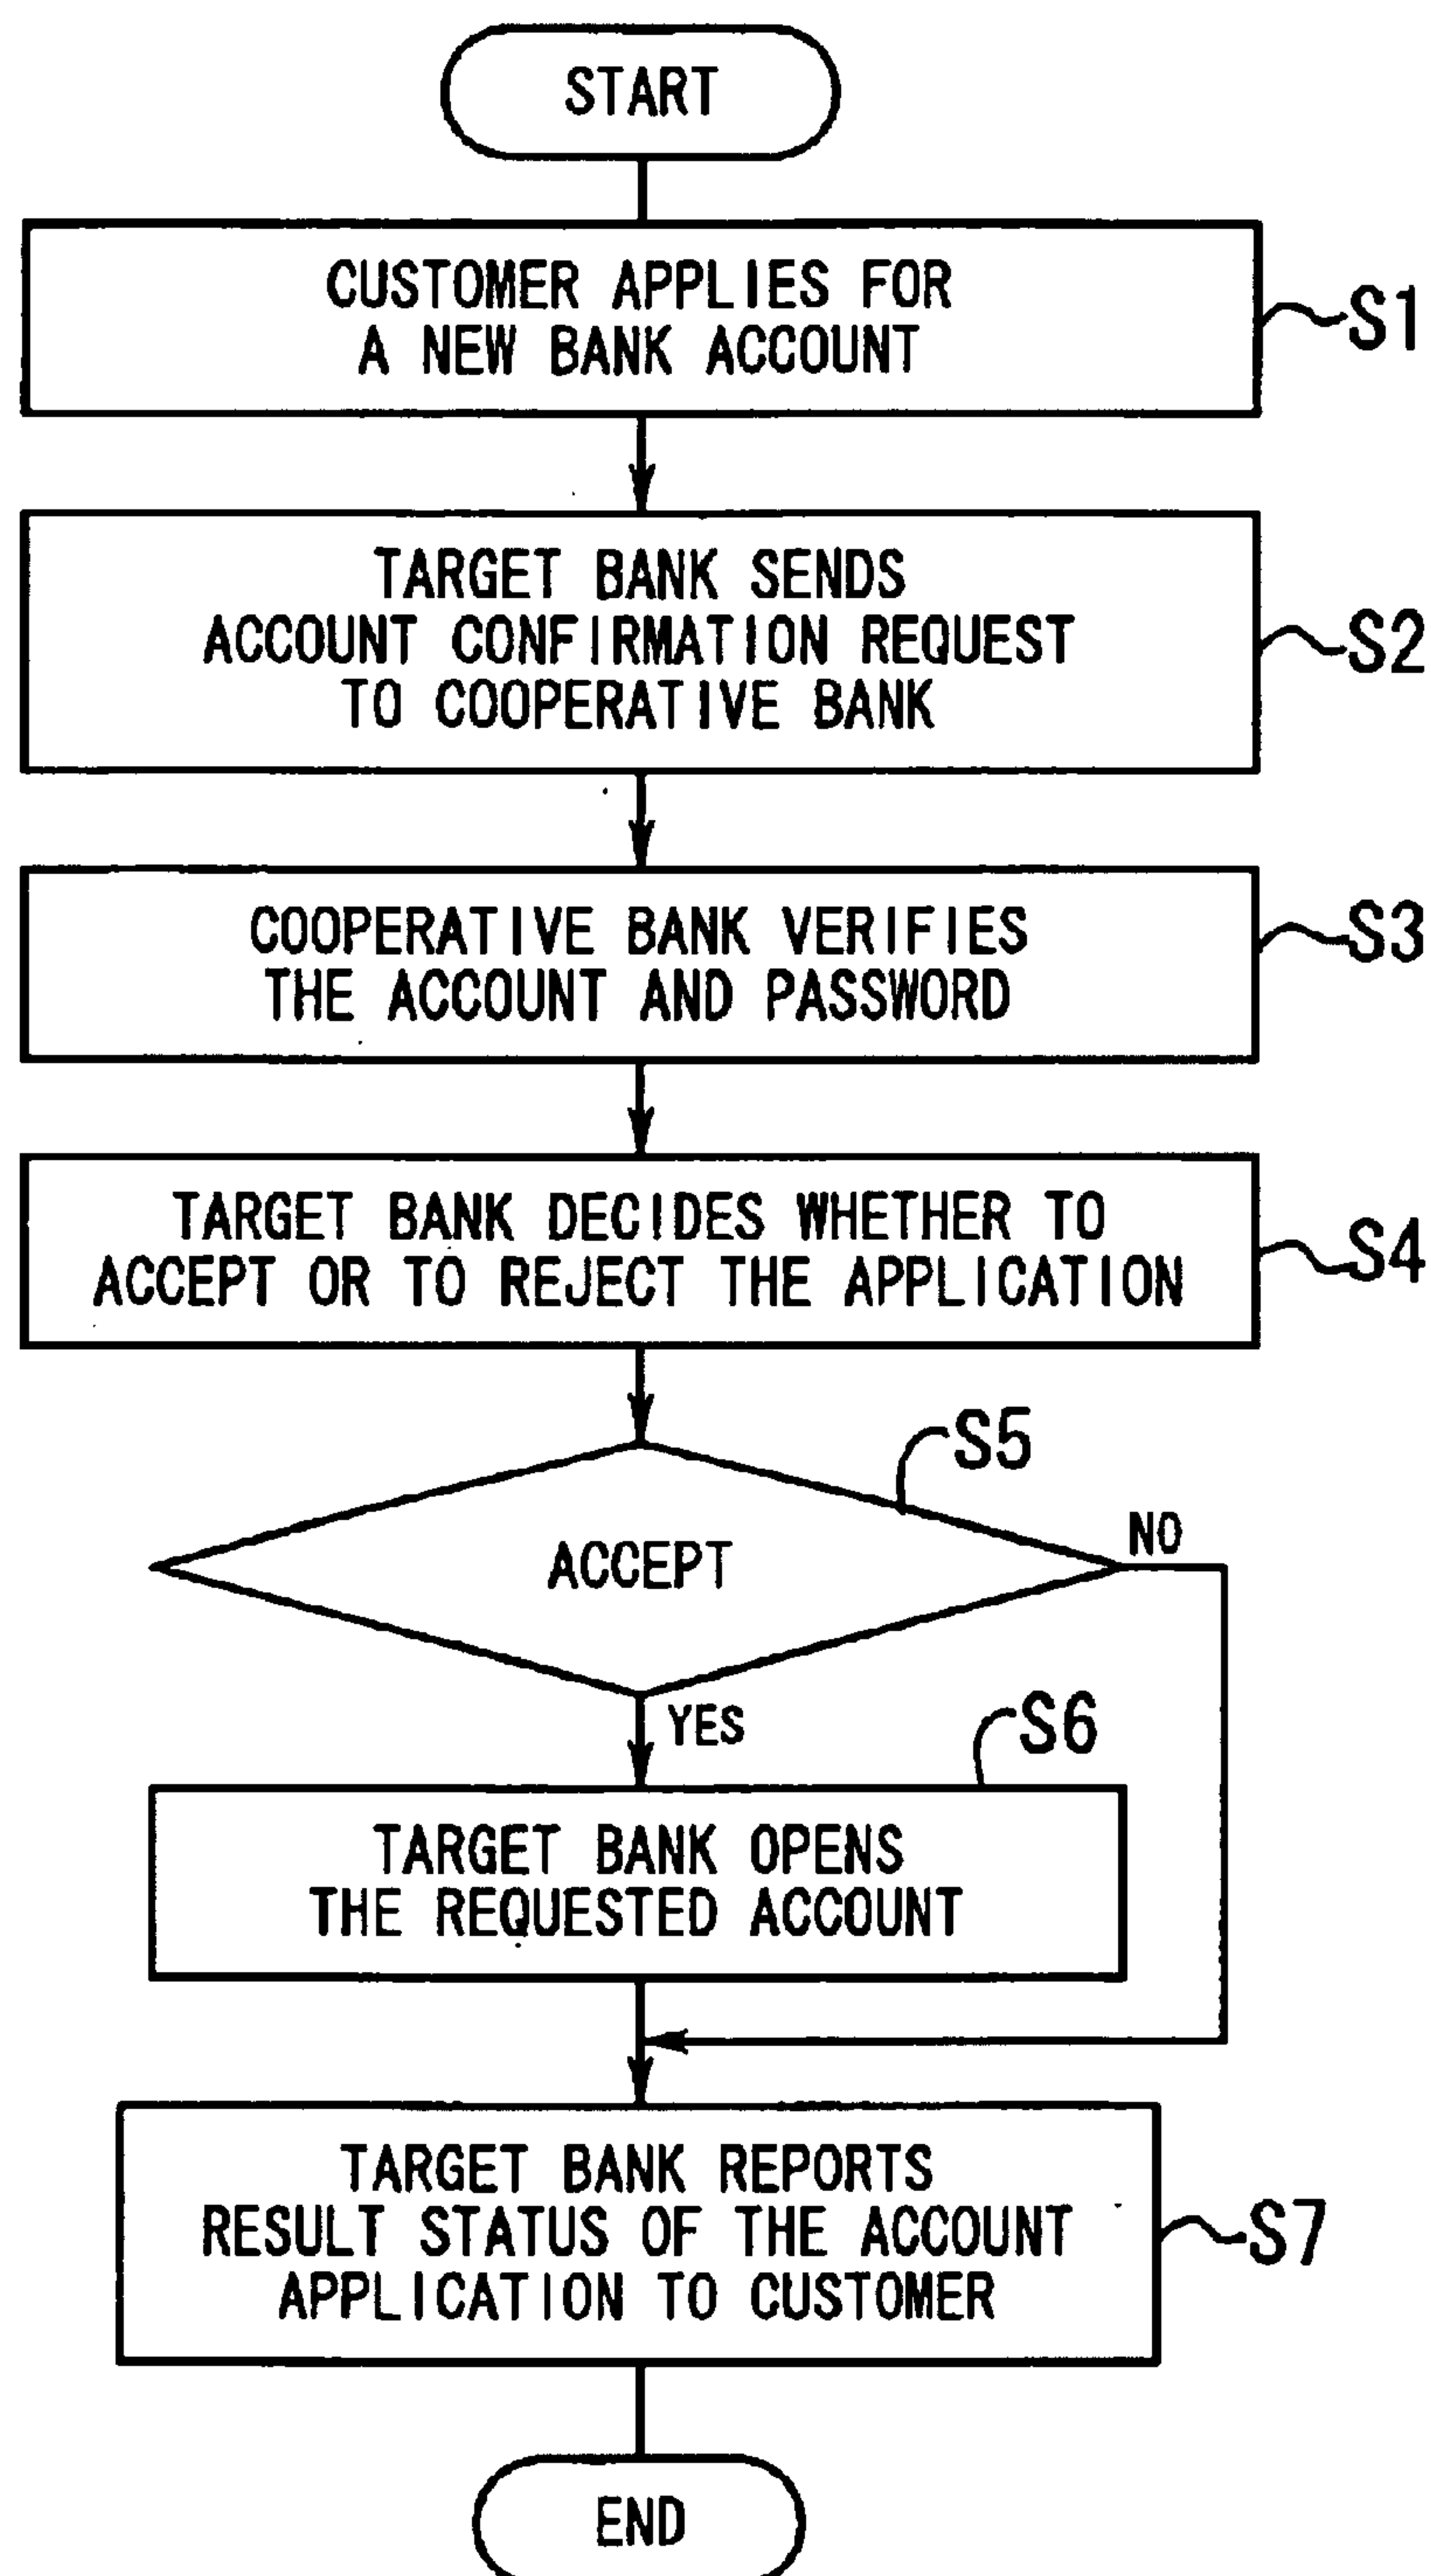 START
CUSTOMER APPLIES FOR
A NEW BANK ACCOUNT
S1
TARGET BANK SENDS
ACCOUNT CONFIRMATION REQUEST
TO COOPERATIVE BANK
S2
COOPERATIVE BANK VERIFIES
THE ACCOUNT AND PASSWORD
S3
TARGET BANK DECIDES WHETHER TO
ACCEPT OR TO REJECT THE APPLICATION
S4
S5
ACCEPT
NO
YES
S6
TARGET BANK OPENS
THE REQUESTED ACCOUNT
TARGET BANK REPORTS
RESULT STATUS OF THE ACCOUNT
APPLICATION TO CUSTOMER
S7
END